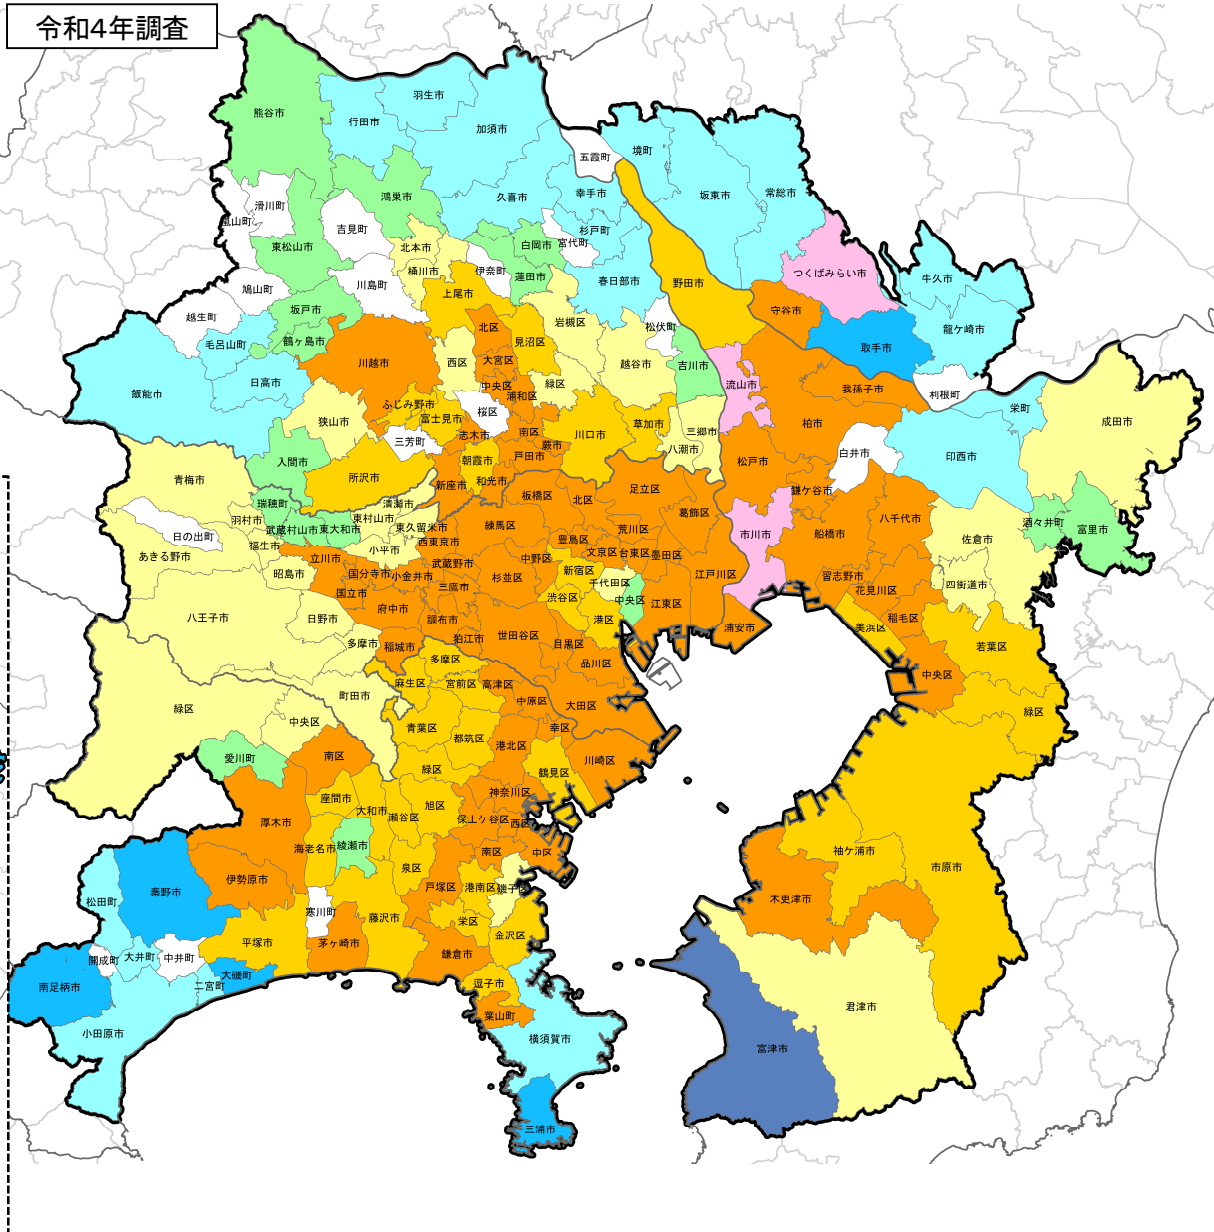 令和4年調査
熊谷市
羽生市
行田市
加須市
五霞町
境町
滑川町
嵐山町
鴻巣市
久喜市
幸手市
坂東市
常総市
吉見町
東松山市
北本市
白岡市
杉戸町
宮代町
桶川市
伊奈町
蓮田市
春日部市
野田市
つくばみらい市
牛久市
鳩山町
川島町
上尾市
越生町
坂戸市
岩槻区
松伏町
守谷市
龍ケ崎市
毛呂山町
鶴ヶ島市
北区
見沼区
取手市
飯能市
日高市
川越市
西区
大宮区
越谷市
吉川市
流山市
我孫子市
利根町
中央区
緑区
浦和区
ふじみ野市
富士見市
桜区
狭山市
三芳町
志木市
南区
蕨市
川口市
草加市
三郷市
柏市
栄町
成田市
入間市
所沢市
朝霞市
戸田市
八潮市
松戸市
白井市
印西市
青梅市
新座市
和光市
鎌ケ谷市
瑞穂町
清瀬市
板橋区
北区
足立区
葛飾区
羽村市
武蔵村山市
東大和市
東村山市
東久留米市
練馬区
荒川区
市川市
船橋市
八千代市
酒々井町
富里市
日の出町
福生市
小平市
西東京市
豊島区
佐倉市
あきる野市
立川市
武蔵野市
中野区
文京区
台東区
墨田区
昭島市
国分寺市
小金井市
三鷹市
杉並区
新宿区
千代田区
江戸川区
習志野市
花見川区
四街道市
国立市
渋谷区
中央区
江東区
八王子市
日野市
府中市
調布市
港区
浦安市
美浜区
稲毛区
多摩市
稲城市
狛江市
世田谷区
目黒区
若葉区
多摩区
品川区
中央区
麻生区
宮前区
高津区
町田市
中原区
大田区
緑区
緑区
中央区
青葉区
都筑区
幸区
愛川町
南区
港北区
川崎区
緑区
鶴見区
座間市
神奈川区
厚木市
大和市
瀬谷区
旭区
保土ケ谷区
西区
海老名市
綾瀬市
南区
中区
袖ケ浦市
市原市
伊勢原市
泉区
戸塚区
港南区
磯子区
秦野市
木更津市
松田町
寒川町
藤沢市
栄区
金沢区
平塚市
茅ヶ崎市
鎌倉市
開成町
大井町
中井町
大磯町
逗子市
南足柄市
二宮町
君津市
葉山町
小田原市
横須賀市
富津市
三浦市